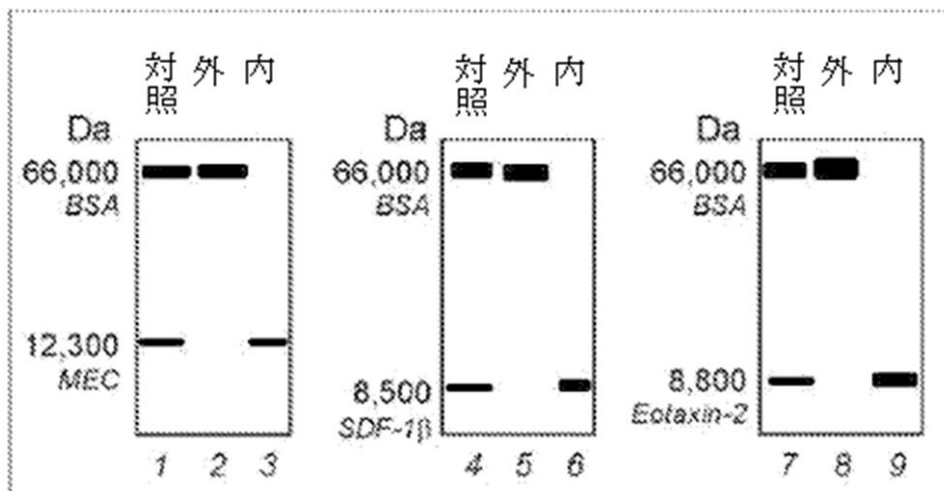 対照 外 内
Da
66,000
BSA
12,300
MEC
1 2 3
対照 外 内
Da
66,000
BSA
8,500
SDF-1β
4 5 6
対照 外 内
Da
66,000
BSA
8,800
Eotaxin-2
7 8 9